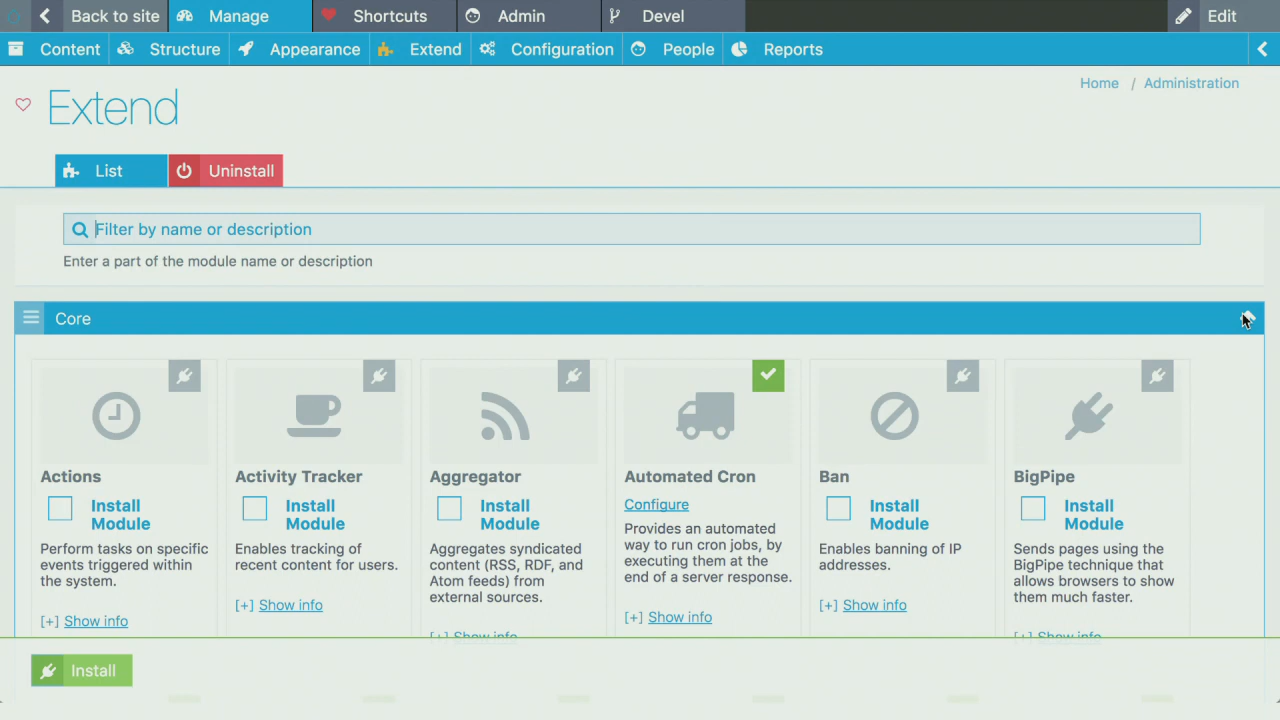 Back to site Manage Shortcuts Admin Devel Edit
Content Structure Appearance Extend Configuration People Reports
Home / Administration
Extend
List Uninstall
Filter by name or description
Enter a part of the module name or description
Core
Actions
Install
Module
Perform tasks on specific
events triggered within
the system.
[+] Show info
Activity Tracker
Install
Module
Enables tracking of
recent content for users.
[+] Show info
Aggregator
Install
Module
Aggregates syndicated
content (RSS, RDF, and
Atom feeds) from
external sources.
[+] Show info
Automated Cron
Configure
Provides an automated
way to run cron jobs, by
executing them at the
end of a server response.
[+] Show info
Ban
Install
Module
Enables banning of IP
addresses.
[+] Show info
BigPipe
Install
Module
Sends pages using the
BigPipe technique that
allows browsers to show
them much faster.
[+] Show info
Install